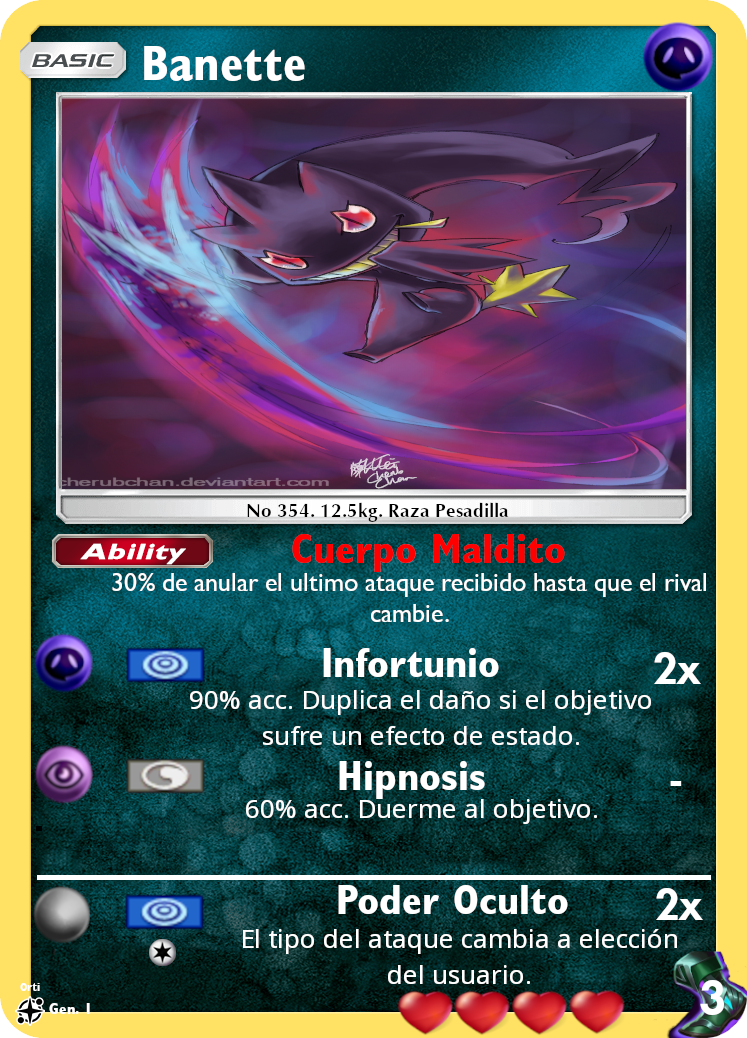 BASIC Banette
cherubchan.deviantart.com
No 354. 12.5kg. Raza Pesadilla
Ability Cuerpo Maldito
30% de anular el ultimo ataque recibido hasta que el rival
cambie.
Infortunio 2x
90% acc. Duplica el daño si el objetivo
sufre un efecto de estado.
Hipnosis -
60% acc. Duerme al objetivo.
Poder Oculto 2x
El tipo del ataque cambia a elección
del usuario.
Orti
Gen. I
3